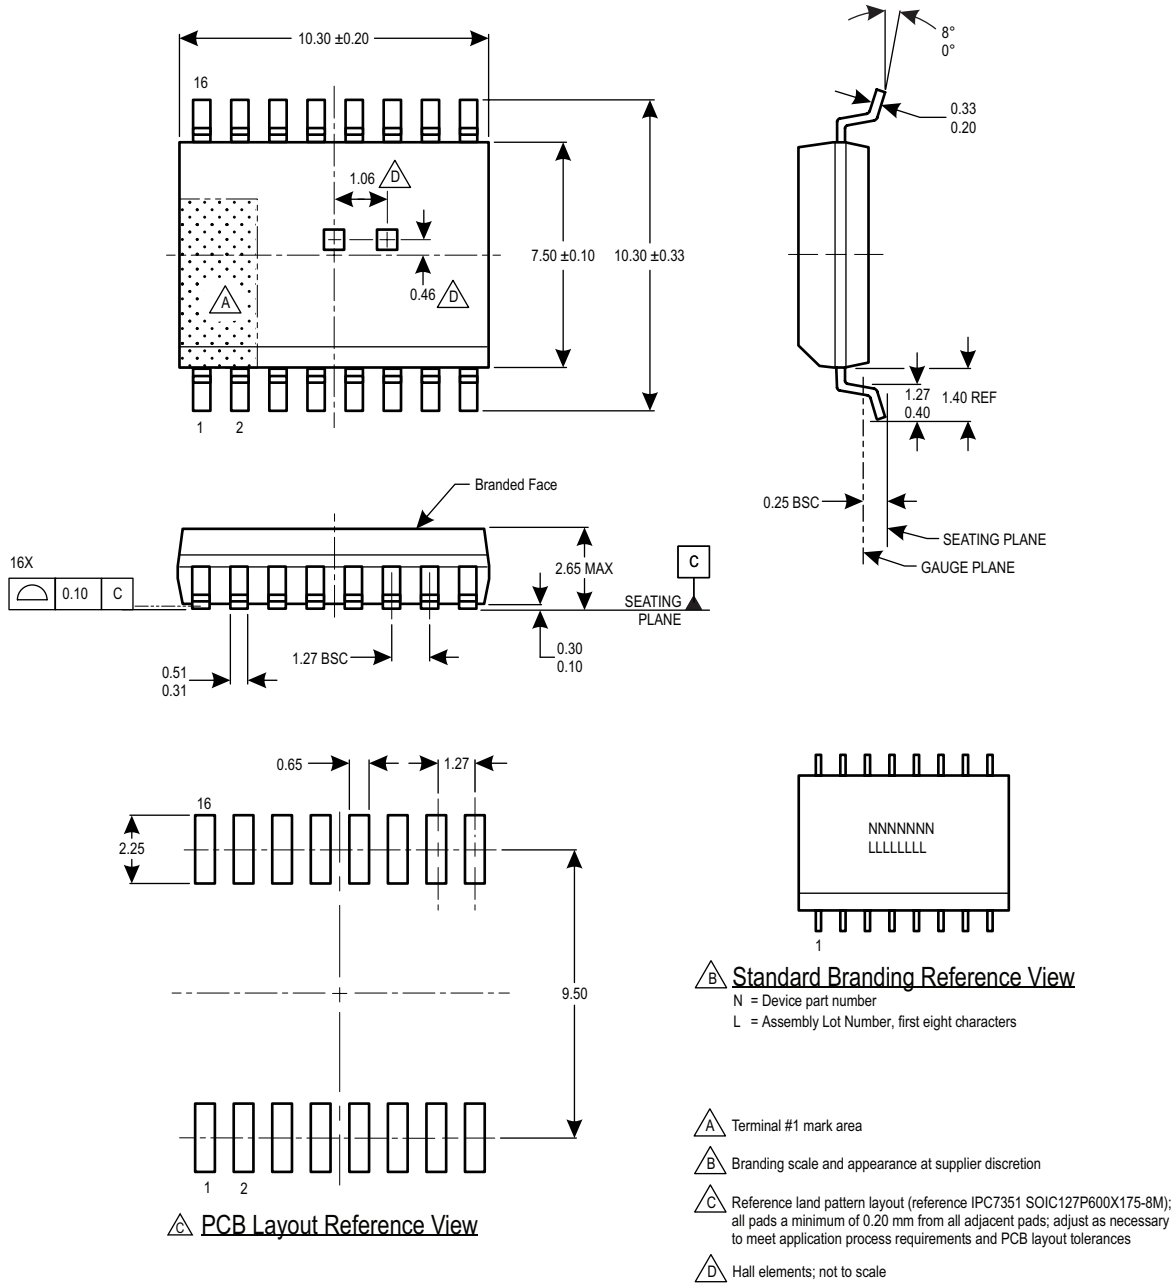 10.30 ±0.20
16
8°
0°
0.33
0.20
1.06
D
7.50 ±0.10
10.30 ±0.33
0.46
D
A
1
2
1.27
0.40
1.40 REF
0.25 BSC
SEATING PLANE
GAUGE PLANE
Branded Face
16X
0.10
C
2.65 MAX
C
SEATING
PLANE
0.30
0.10
1.27 BSC
0.51
0.31
0.65
1.27
16
2.25
9.50
1
2
C
PCB Layout Reference View
NNNNNNN
LLLLLLLL
1
B
Standard Branding Reference View
N = Device part number
L = Assembly Lot Number, first eight characters
A
Terminal #1 mark area
B
Branding scale and appearance at supplier discretion
C
Reference land pattern layout (reference IPC7351 SOIC127P600X175-8M);
all pads a minimum of 0.20 mm from all adjacent pads; adjust as necessary
to meet application process requirements and PCB layout tolerances
D
Hall elements; not to scale